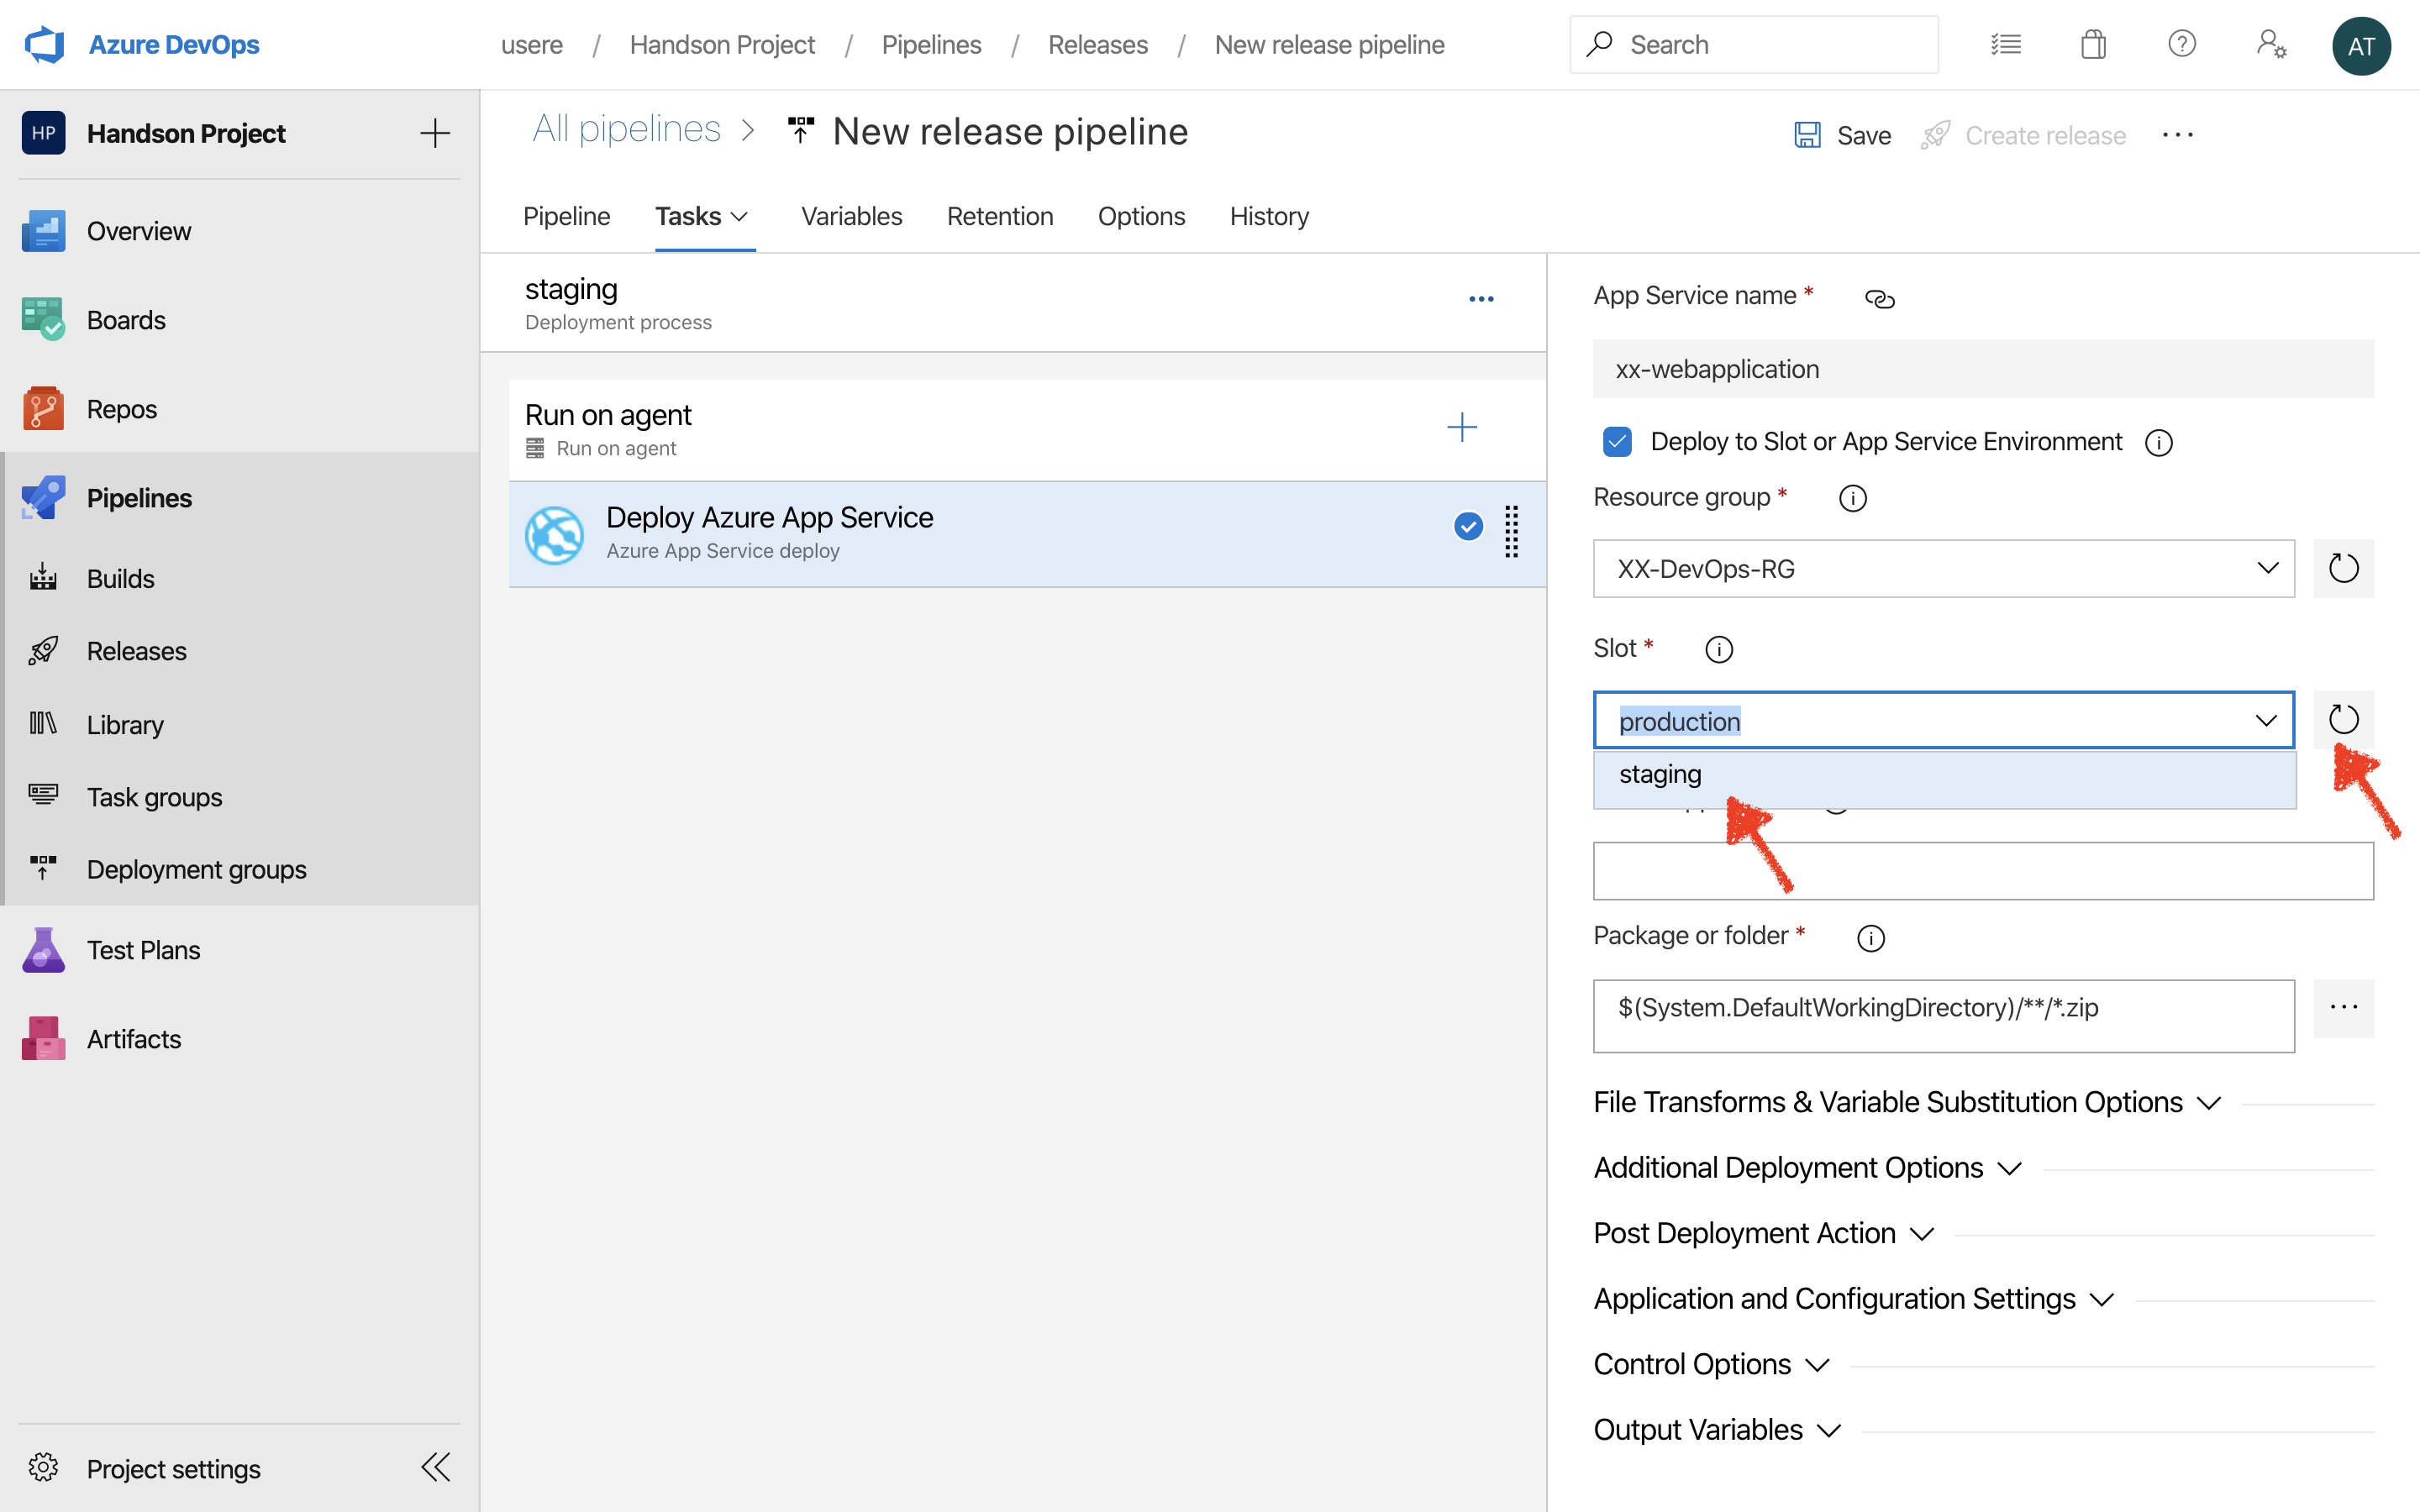 Azure DevOps
usere / Handson Project / Pipelines / Releases / New release pipeline
Search
AT
HP Handson Project
Overview
Boards
Repos
Pipelines
Builds
Releases
Library
Task groups
Deployment groups
Test Plans
Artifacts
Project settings
All pipelines > New release pipeline
Save
Create release
Pipeline
Tasks
Variables
Retention
Options
History
staging
Deployment process
Run on agent
Run on agent
Deploy Azure App Service
Azure App Service deploy
App Service name *
xx-webapplication
Deploy to Slot or App Service Environment
Resource group *
XX-DevOps-RG
Slot *
production
staging
Package or folder *
$(System.DefaultWorkingDirectory)/**/*.zip
File Transforms & Variable Substitution Options
Additional Deployment Options
Post Deployment Action
Application and Configuration Settings
Control Options
Output Variables